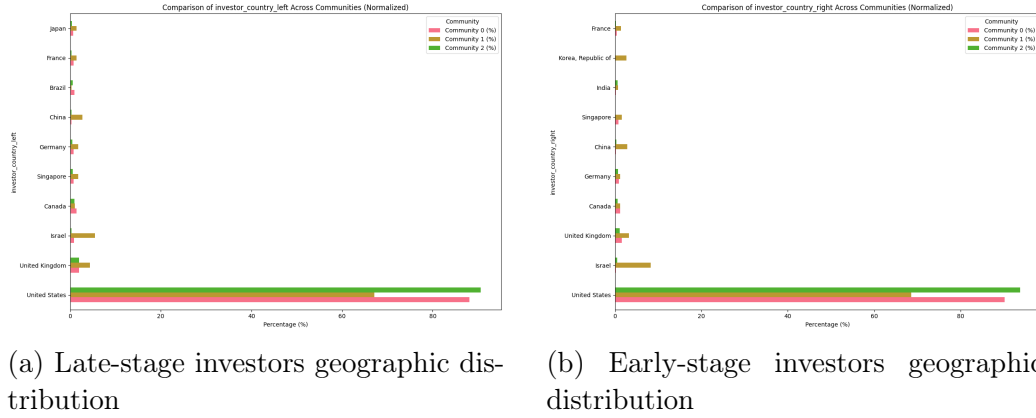 Comparison of investor_country_left Across Communities (Normalized)
Community
Community 0 (%)
Community 1 (%)
Community 2 (%)
Japan
France
Brazil
China
Germany
Singapore
Canada
Israel
United Kingdom
United States
investor_country_left
0 20 40 60 80
Percentage (%)
(a) Late-stage investors geographic dis-
tribution
Comparison of investor_country_right Across Communities (Normalized)
Community
Community 0 (%)
Community 1 (%)
Community 2 (%)
France
Korea, Republic of
India
Singapore
China
Germany
Canada
United Kingdom
Israel
United States
investor_country_right
0 20 40 60 80
Percentage (%)
(b) Early-stage investors geographic
distribution